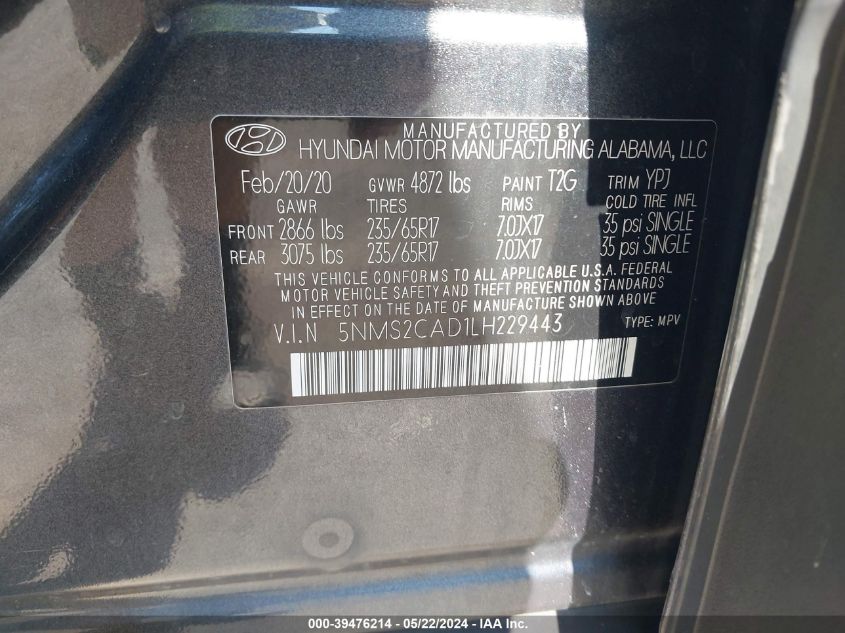 MANUFACTURED BY
HYUNDAI MOTOR MANUFACTURING ALABAMA, LLC
Feb/20/20 GVWR 4872 lbs PAINT T2G TRIM YPJ
GAWR TIRES RIMS COLD TIRE INFL
FRONT 2866 lbs 235/65R17 7.0JX17 35 psi SINGLE
REAR 3075 lbs 235/65R17 7.0JX17 35 psi SINGLE
THIS VEHICLE CONFORMS TO ALL APPLICABLE U.S.A. FEDERAL
MOTOR VEHICLE SAFETY AND THEFT PREVENTION STANDARDS
IN EFFECT ON THE DATE OF MANUFACTURE SHOWN ABOVE
V.I.N 5NMS2CAD1LH229443 TYPE: MPV
000-39476214 - 05/22/2024 - IAAI - Copart